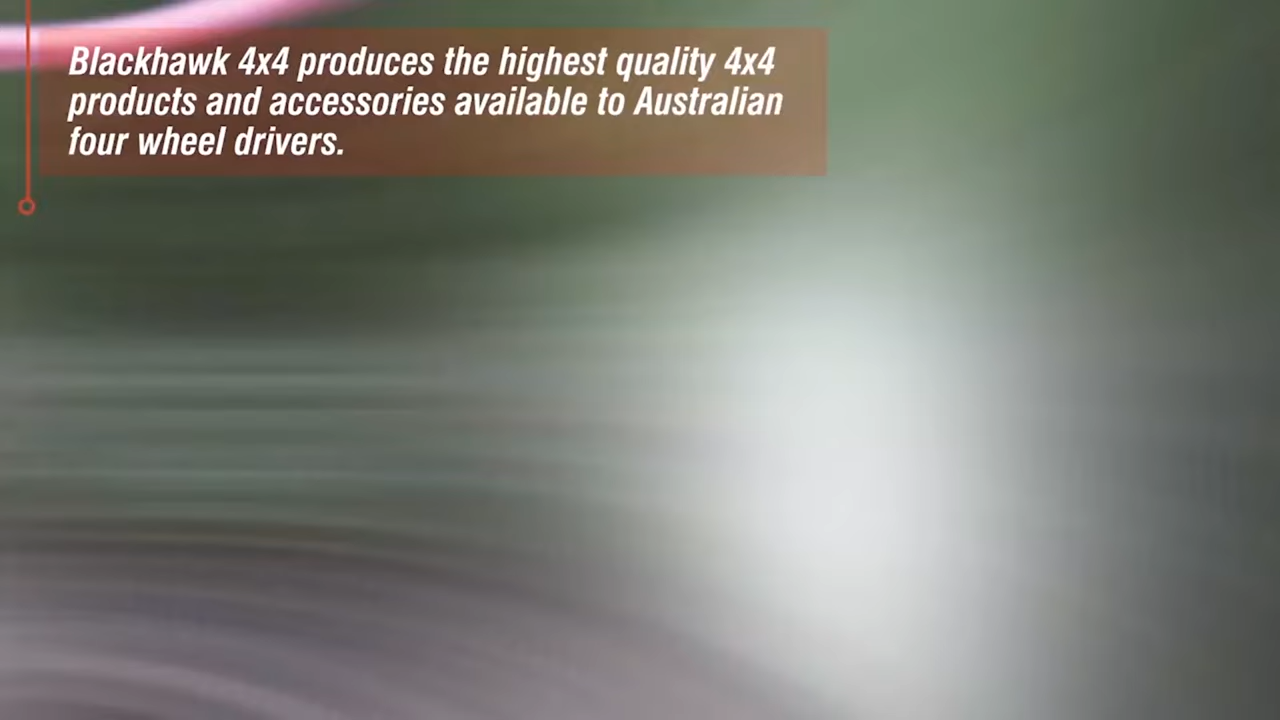 Blackhawk 4x4 produces the highest quality 4x4
products and accessories available to Australian
four wheel drivers.